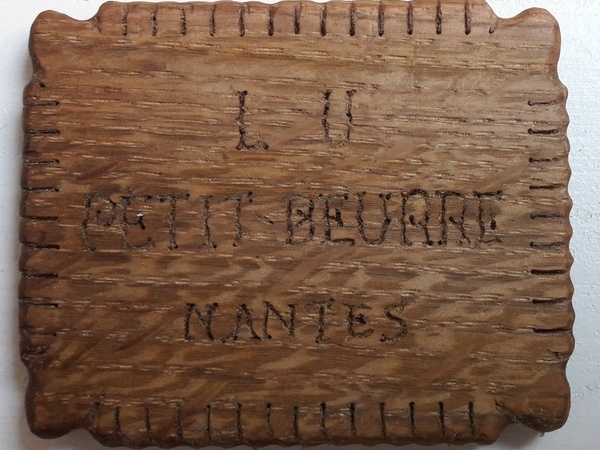 L U
PETIT-BEURRE
NANTES